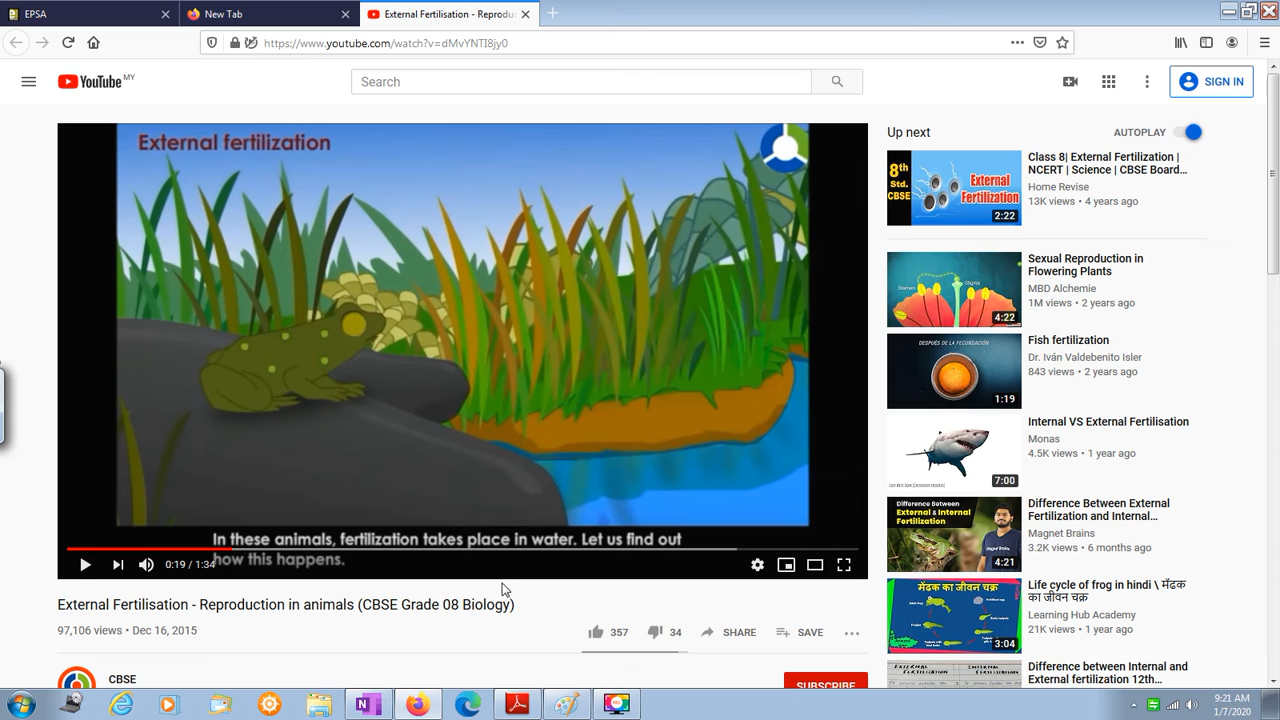 EPSA
New Tab
External Fertilisation - Reproduc
https://www.youtube.com/watch?v=dMvYNTI8jy0
YouTube MY
Search
SIGN IN
External fertilization
In these animals, fertilization takes place in water. Let us find out
how this happens.
0:19 / 1:34
External Fertilisation - Reproduction in animals (CBSE Grade 08 Biology)
97,106 views • Dec 16, 2015
357
34
SHARE
SAVE
CBSE
SUBSCRIBE
Up next
AUTOPLAY
8th
Std.
CBSE
External
Fertilization
2:22
Class 8| External Fertilization |
NCERT | Science | CBSE Board...
Home Revise
13K views • 4 years ago
Stamen
Stigma
4:22
Sexual Reproduction in
Flowering Plants
MBD Alchemie
1M views • 2 years ago
DESPUÉS DE LA FECUNDACIÓN
1:19
Fish fertilization
Dr. Iván Valdebenito Isler
843 views • 2 years ago
7:00
Internal VS External Fertilisation
Monas
4.5K views • 1 year ago
Difference Between
External & Internal
Fertilization
Magnet Brains
4:21
Difference Between External
Fertilization and Internal...
Magnet Brains
3.2K views • 6 months ago
मेंढक का जीवन चक्र
3:04
Life cycle of frog in hindi \ मेंढक
का जीवन चक्र
Learning Hub Academy
21K views • 1 year ago
EXTERNAL
FERTILIZATION
INTERNAL
FERTILIZATION
Difference between Internal and
External fertilization 12th...
9:21 AM
1/7/2020